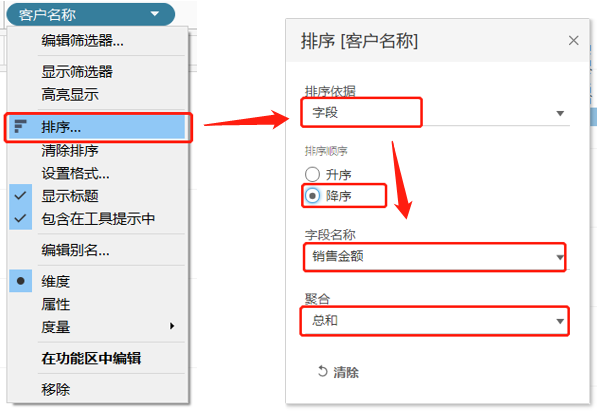 客户名称
编辑筛选器...
显示筛选器
高亮显示
排序...
清除排序
设置格式...
显示标题
包含在工具提示中
编辑别名...
维度
属性
度量
在功能区中编辑
移除
排序 [客户名称]
排序依据
字段
排序顺序
升序
降序
字段名称
销售金额
聚合
总和
清除